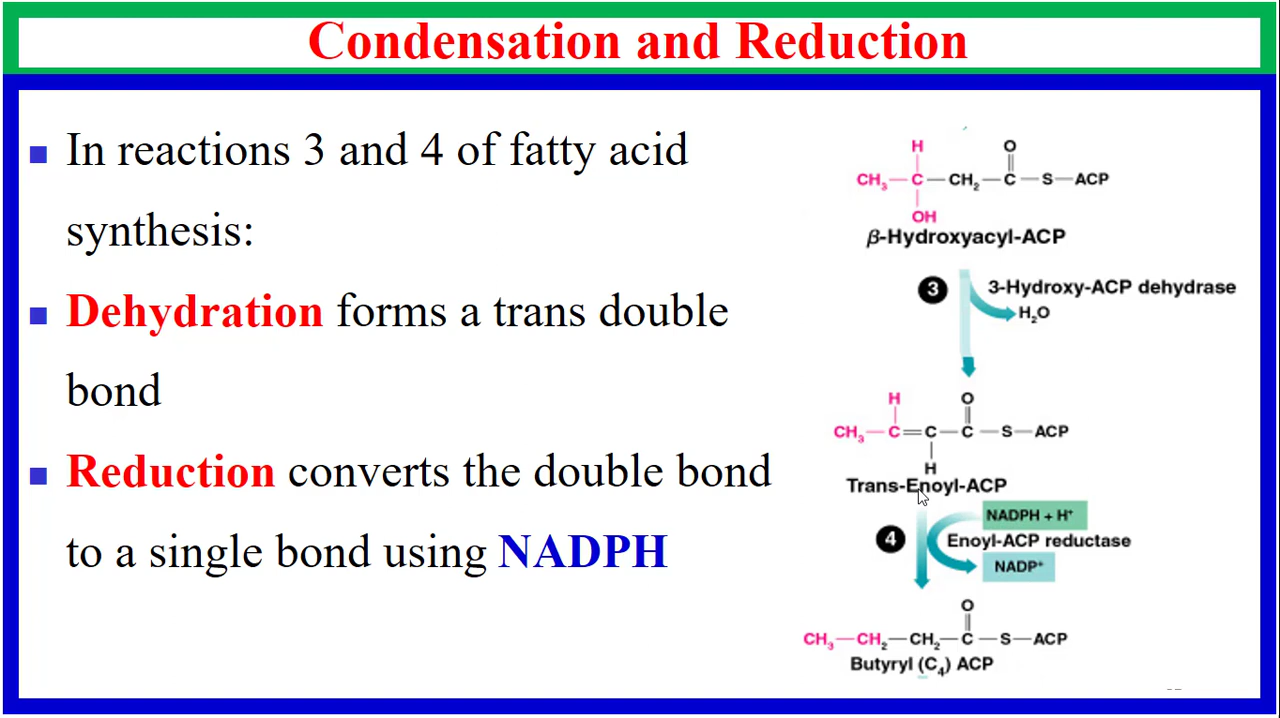 Condensation and Reduction
In reactions 3 and 4 of fatty acid
synthesis:
Dehydration forms a trans double
bond
Reduction converts the double bond
to a single bond using NADPH
H O
CH₃—C—CH₂—C—S—ACP
OH
β-Hydroxyacyl-ACP
3 3-Hydroxy-ACP dehydrase
H₂O
H O
CH₃—C=C—C—S—ACP
H
Trans-Enoyl-ACP
NADPH + H⁺
4 Enoyl-ACP reductase
NADP⁺
O
CH₃—CH₂—CH₂—C—S—ACP
Butyryl (C₄) ACP